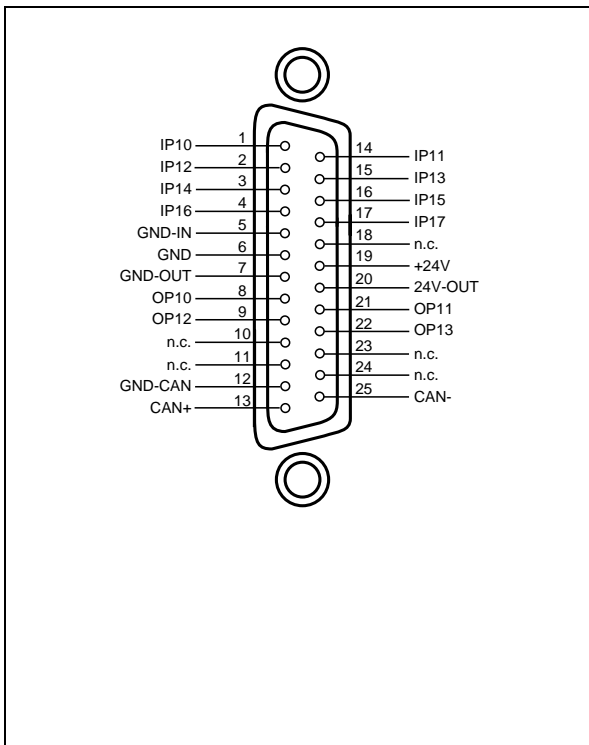 IP10 1
14 IP11
IP12 2
15 IP13
IP14 3
16 IP15
IP16 4
17 IP17
GND-IN 5
18 n.c.
GND 6
19 +24V
GND-OUT 7
20 24V-OUT
OP10 8
21 OP11
OP12 9
22 OP13
n.c. 10
23 n.c.
n.c. 11
24 n.c.
GND-CAN 12
25 CAN-
CAN+ 13